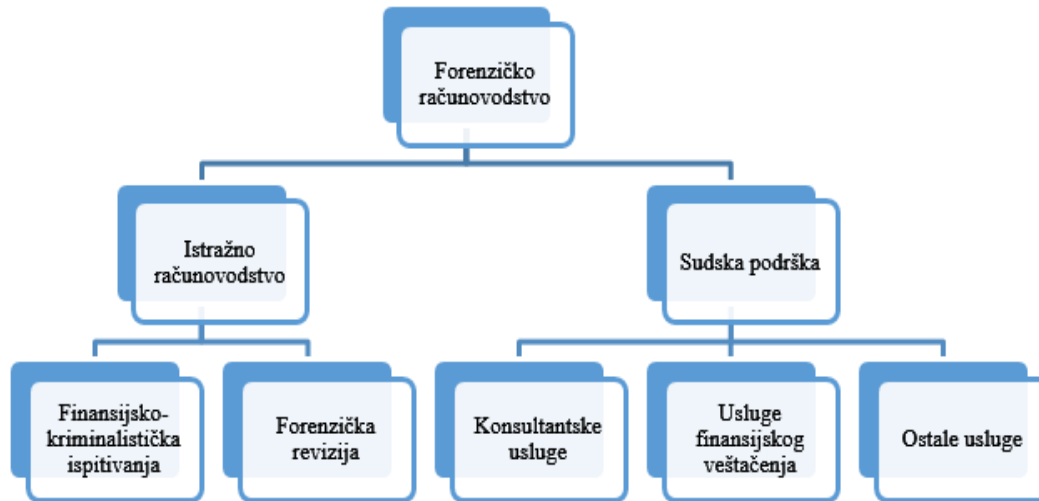 Forenzičko
računovodstvo
Istražno
računovodstvo
Sudska podrška
Finansijsko-
kriminalistička
ispitivanja
Forenzička
revizija
Konsultantske
usluge
Usluge
finansijskog
veštačenja
Ostale usluge